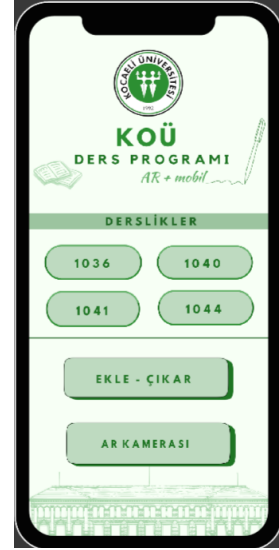 KOCAELİ ÜNİVERSİTESİ
1992
KOÜ
DERS PROGRAMI
AR + mobil
DERSLİKLER
1036
1040
1041
1044
EKLE - ÇIKAR
AR KAMERASI